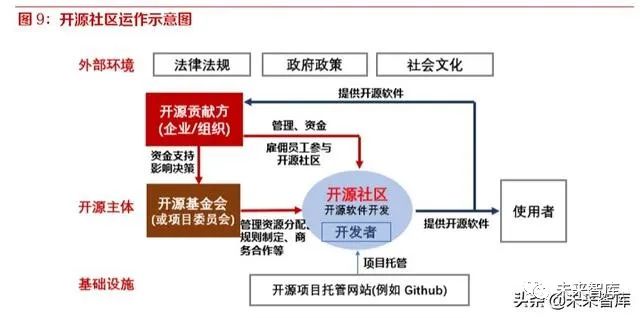 图 9：开源社区运作示意图
外部环境
法律法规
政府政策
社会文化
提供开源软件
开源贡献方
(企业/组织)
管理、资金
雇佣员工参与
开源社区
资金支持
影响决策
开源主体
开源基金会
(或项目委员会)
开源社区
开源软件开发
开发者
管理资源分配、
规则制定、商
务合作等
提供开源软件
使用者
项目托管
基础设施
开源项目托管网站(例如 Github)
未来智库
头条@未来智库